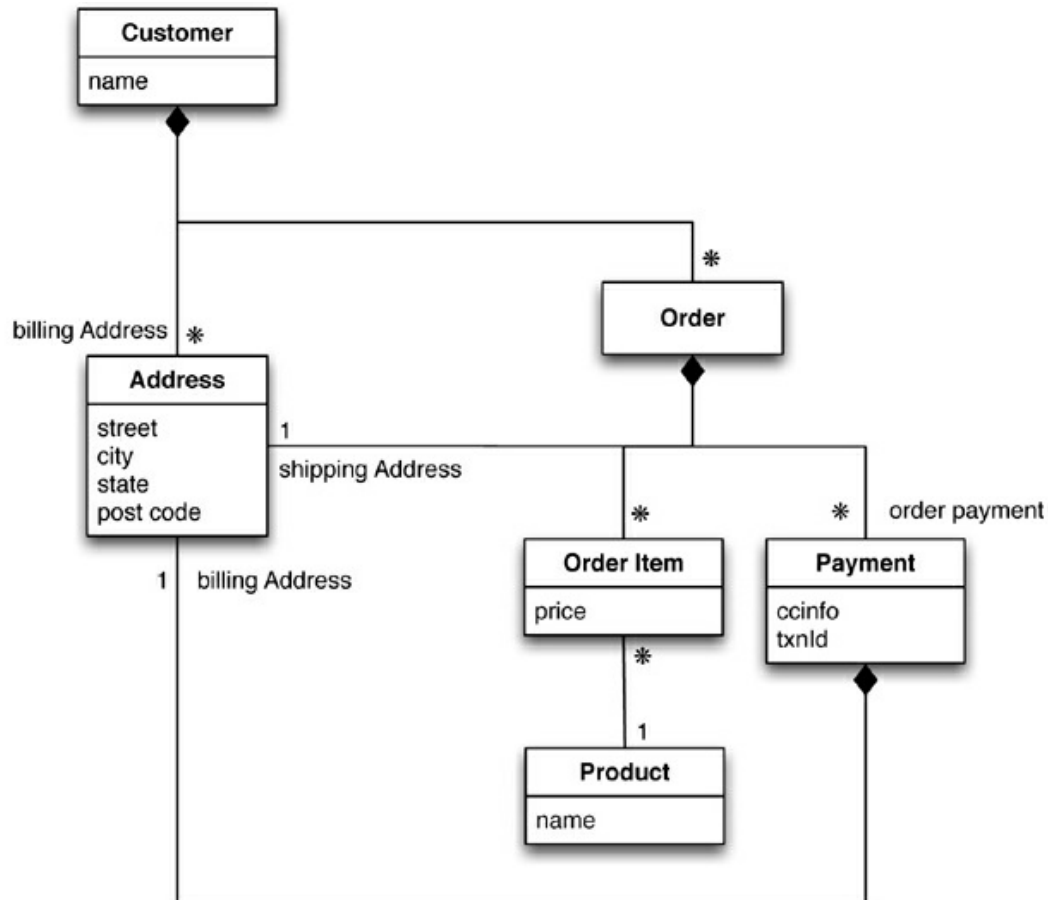 Customer
name
*
Order
billing Address *
Address
street
city
state
post code
1
shipping Address
* order payment
*
Order Item
price
Payment
ccinfo
txnId
1 billing Address
*
1
Product
name